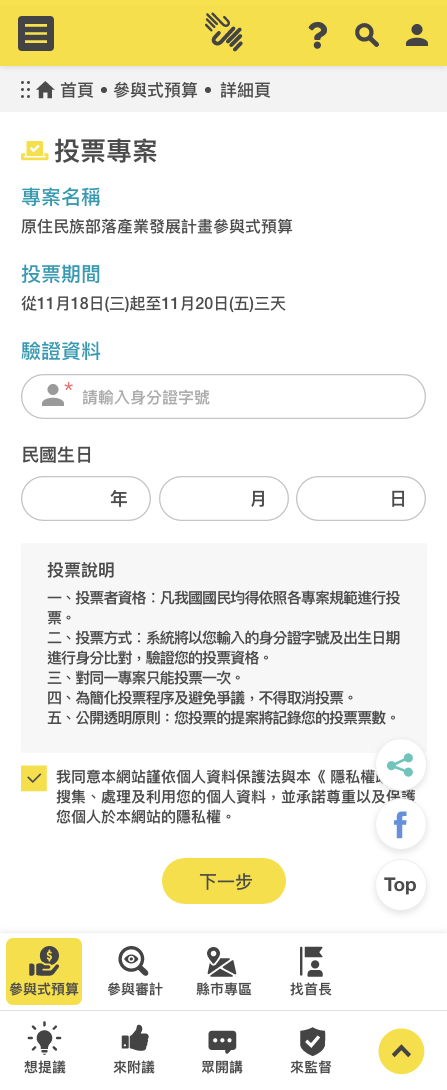 首頁 • 參與式預算 • 詳細頁
投票專案
專案名稱
原住民族部落產業發展計畫參與式預算
投票期間
從11月18日(三)起至11月20日(五)三天
驗證資料
* 請輸入身分證字號
民國生日
年 月 日
投票說明
一、投票者資格：凡我國國民均得依照各專案規範進行投
票。
二、投票方式：系統將以您輸入的身分證字號及出生日期
進行身分比對，驗證您的投票資格。
三、對同一專案只能投票一次。
四、為簡化投票程序及避免爭議，不得取消投票。
五、公開透明原則：您投票的提案將記錄您的投票票數。
我同意本網站謹依個人資料保護法與本《 隱私權
搜集、處理及利用您的個人資料，並承諾尊重以及保護
您個人於本網站的隱私權。
下一步
Top
參與式預算 參與審計 縣市專區 找首長
想提議 來附議 眾開講 來監督